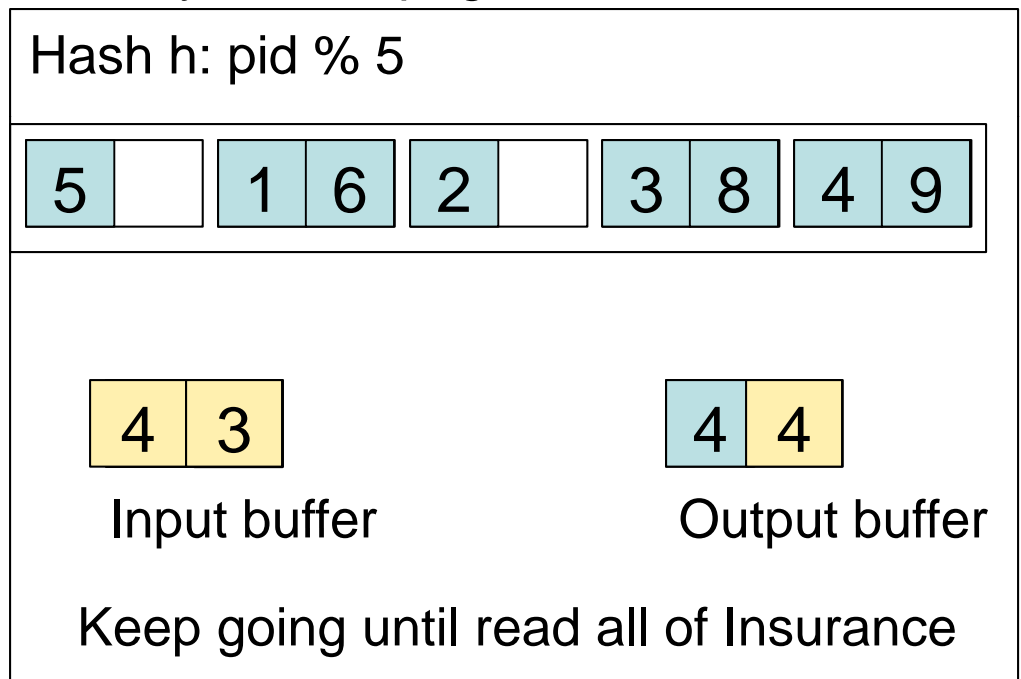 Hash h: pid % 5
5 1 6 2 3 8 4 9
4 3 4 4
Input buffer Output buffer
Keep going until read all of Insurance